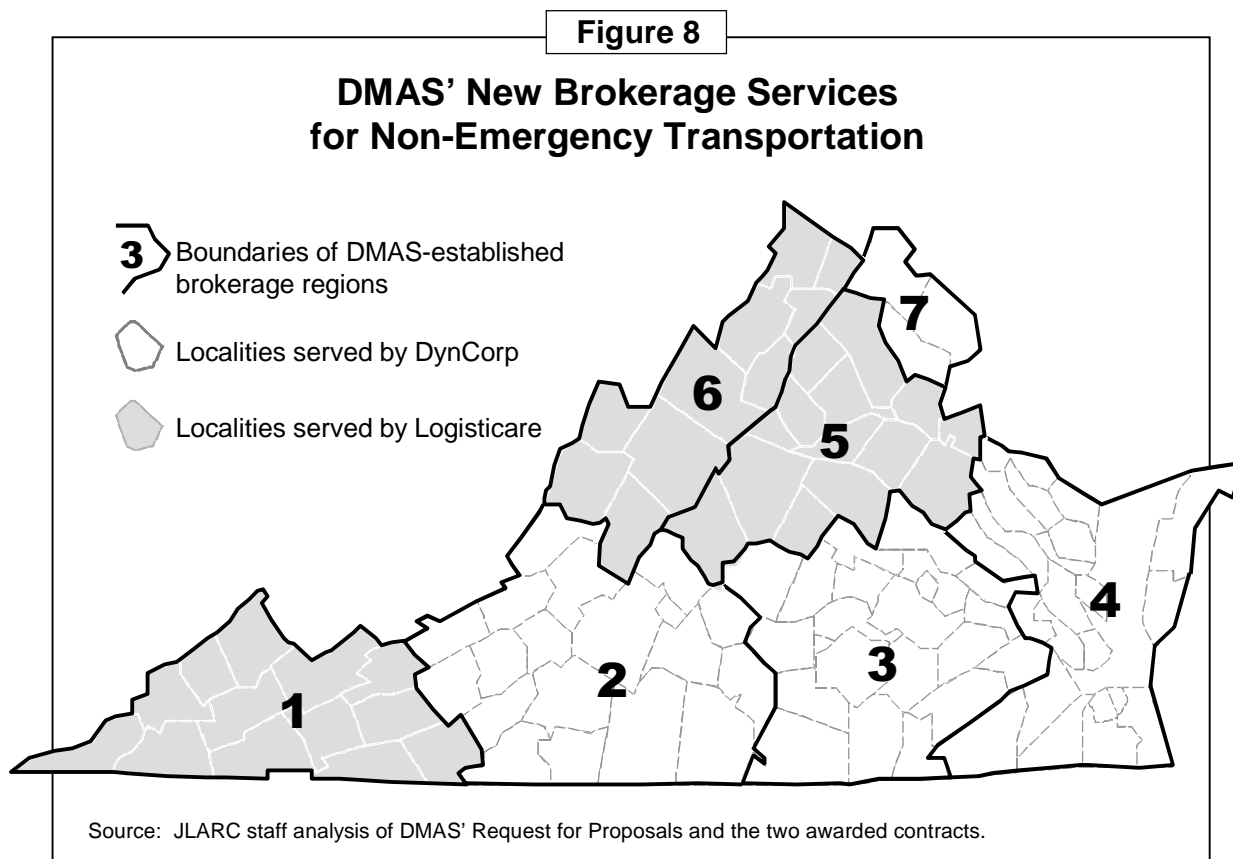 Figure 8
DMAS’ New Brokerage Services
for Non-Emergency Transportation
3 Boundaries of DMAS-established
brokerage regions
Localities served by DynCorp
Localities served by Logisticare
7
6
5
4
3
2
1
Source: JLARC staff analysis of DMAS’ Request for Proposals and the two awarded contracts.